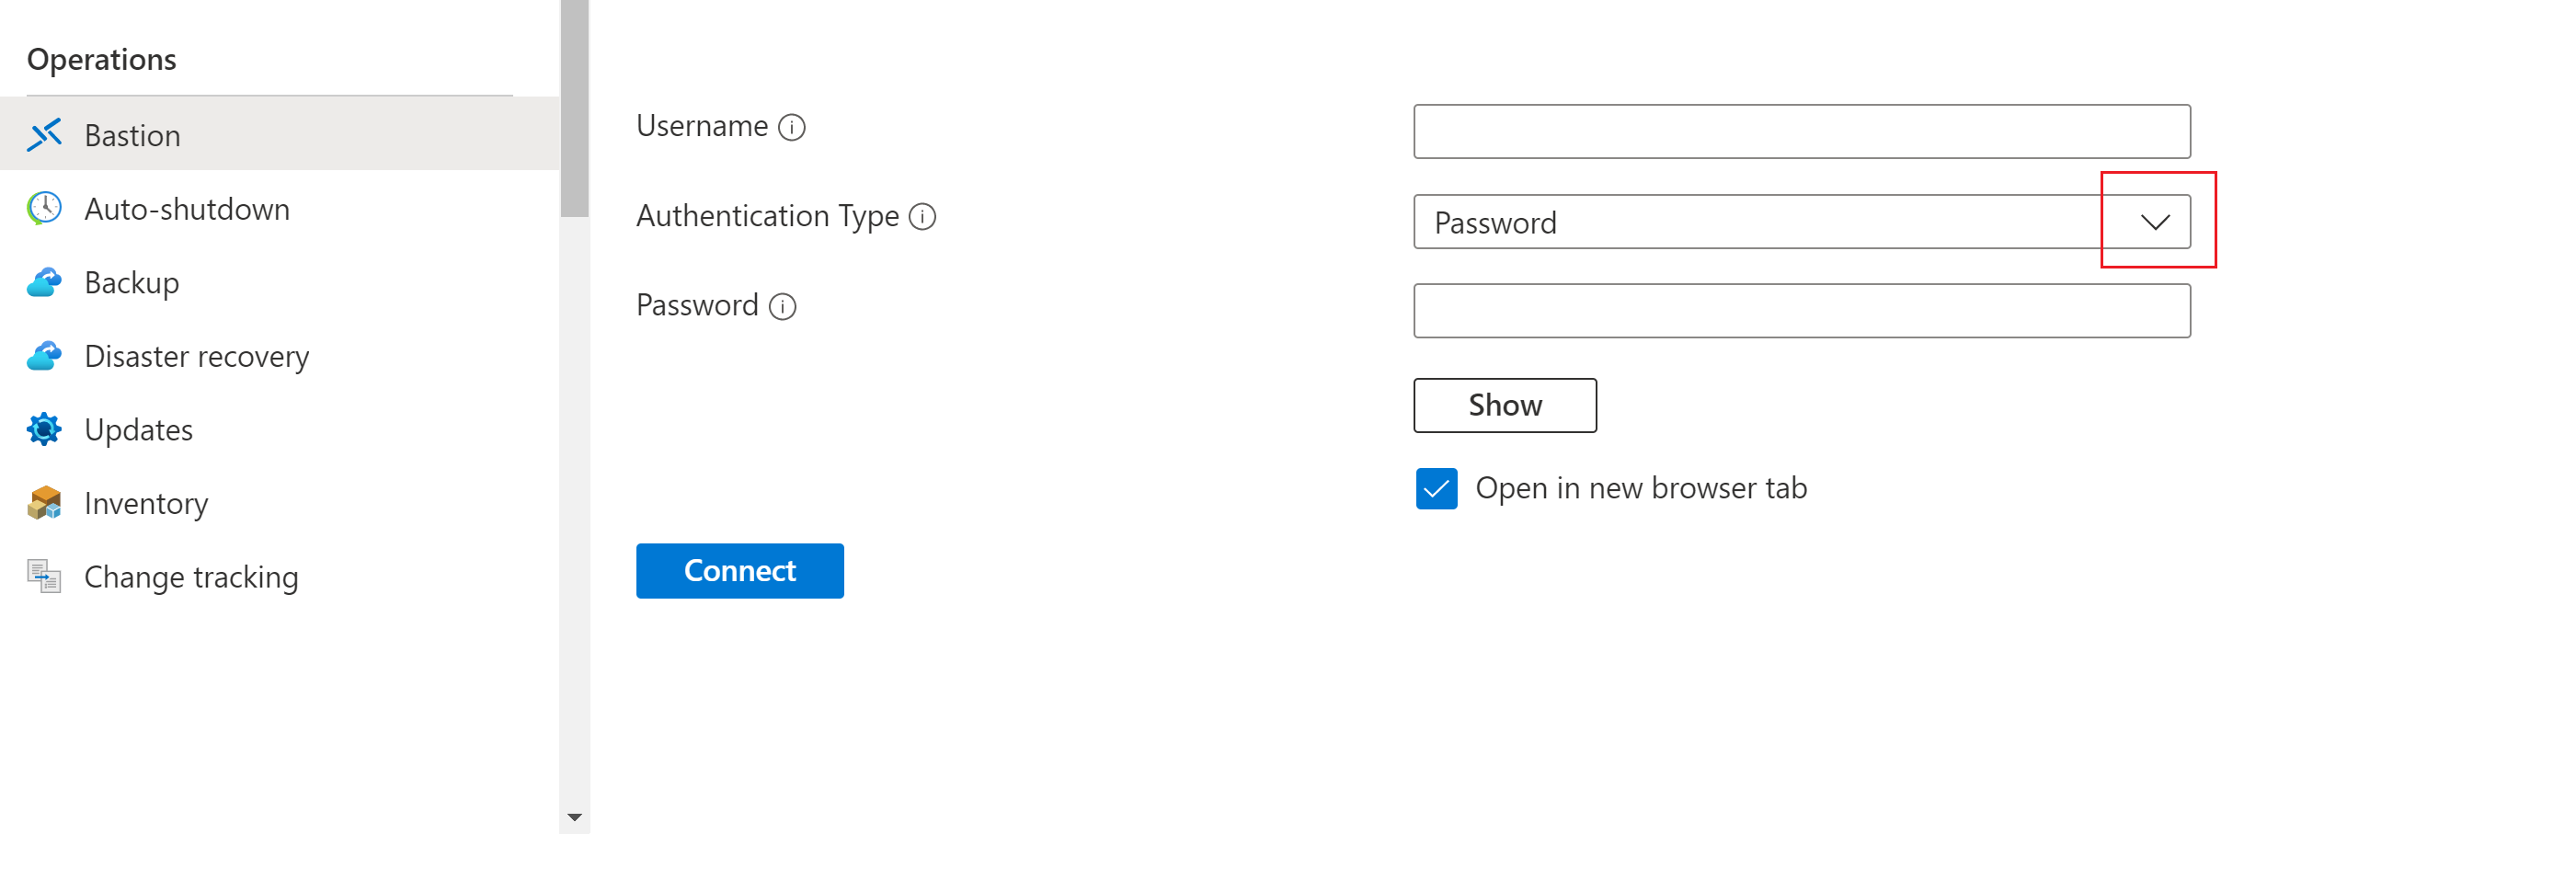 Operations
Bastion
Auto-shutdown
Backup
Disaster recovery
Updates
Inventory
Change tracking
Username
Authentication Type
Password
Password
Show
Open in new browser tab
Connect